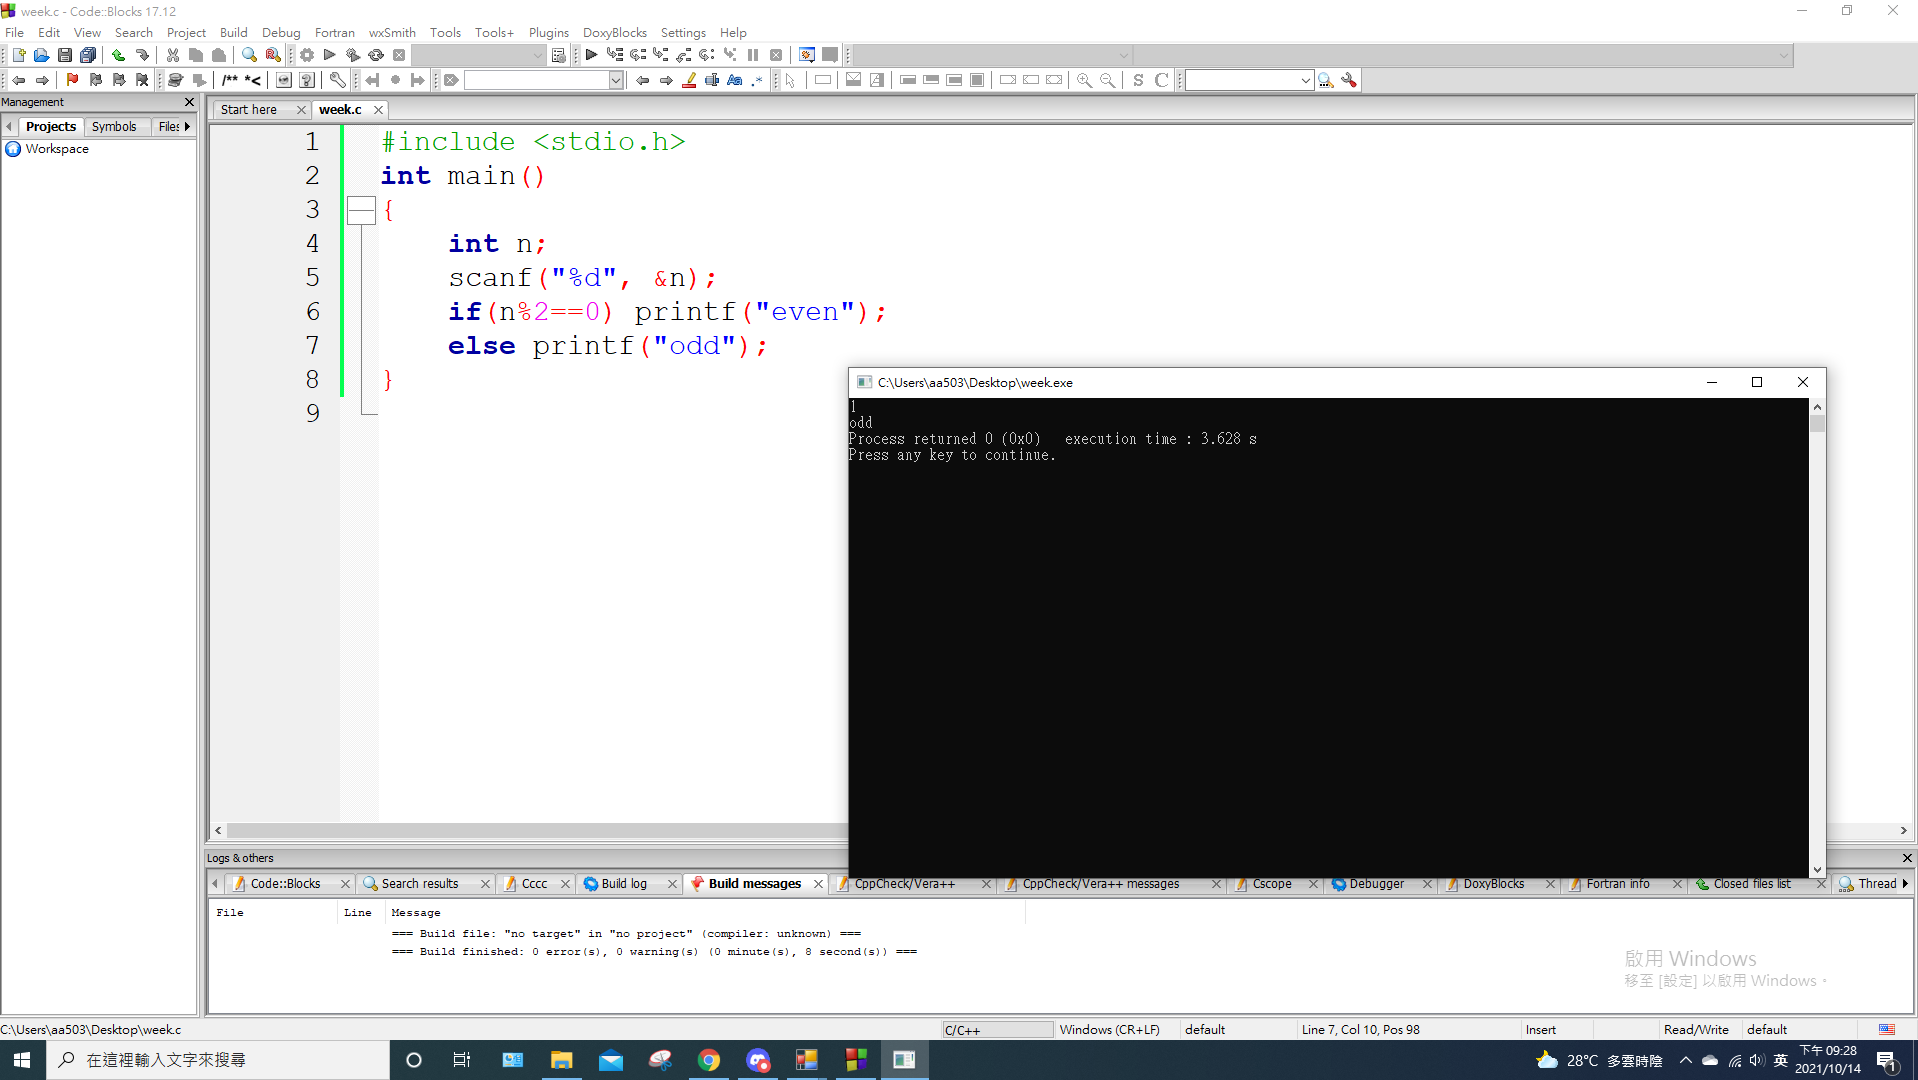 week.c - Code::Blocks 17.12
File Edit View Search Project Build Debug Fortran wxSmith Tools Tools+ Plugins DoxyBlocks Settings Help
/** *<
Aa .*
S C
Management
Projects Symbols Files
Workspace
Start here week.c
1 #include <stdio.h>
2 int main()
3 {
4 int n;
5 scanf("%d", &n);
6 if(n%2==0) printf("even");
7 else printf("odd");
8 }
9
C:\Users\aa503\Desktop\week.exe
1
odd
Process returned 0 (0x0)   execution time : 3.628 s
Press any key to continue.
Logs & others
Code::Blocks Search results Cccc Build log Build messages CppCheck/Vera++ CppCheck/Vera++ messages Cscope Debugger DoxyBlocks Fortran info Closed files list Thread
File Line Message
=== Build file: "no target" in "no project" (compiler: unknown) ===
=== Build finished: 0 error(s), 0 warning(s) (0 minute(s), 8 second(s)) ===
啟用 Windows
移至 [設定] 以啟用 Windows。
C:\Users\aa503\Desktop\week.c C/C++ Windows (CR+LF) default Line 7, Col 10, Pos 98 Insert Read/Write default
在這裡輸入文字來搜尋
28°C 多雲時陰 英 下午 09:28
2021/10/14
1